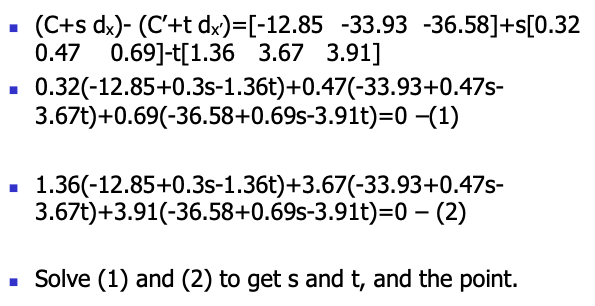 ▪ (C+s dₓ)- (C′+t dₓ′)=[-12.85 -33.93 -36.58]+s[0.32
0.47 0.69]-t[1.36 3.67 3.91]
▪ 0.32(-12.85+0.3s-1.36t)+0.47(-33.93+0.47s-
3.67t)+0.69(-36.58+0.69s-3.91t)=0 –(1)
▪ 1.36(-12.85+0.3s-1.36t)+3.67(-33.93+0.47s-
3.67t)+3.91(-36.58+0.69s-3.91t)=0 – (2)
▪ Solve (1) and (2) to get s and t, and the point.